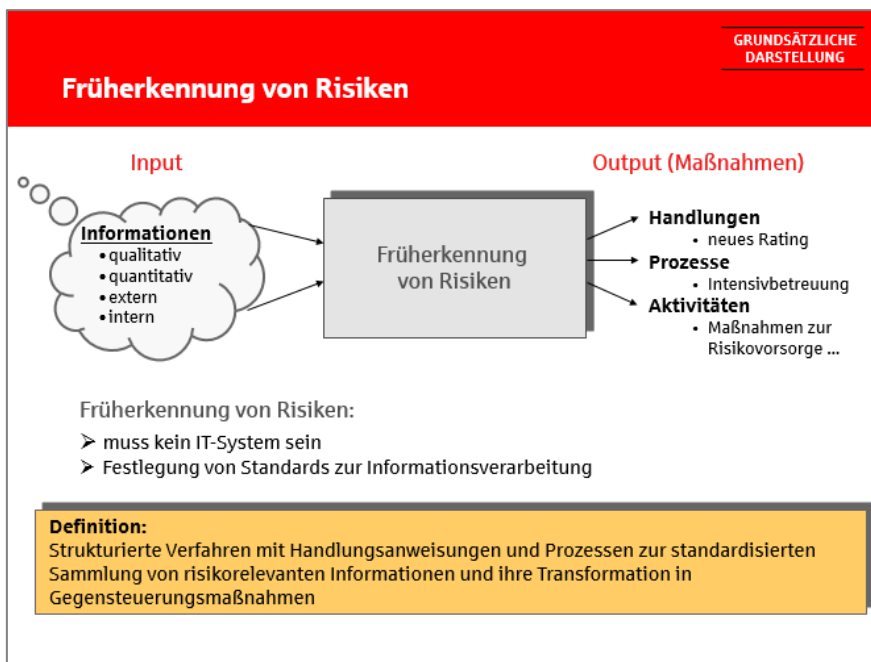 GRUNDSÄTZLICHE
DARSTELLUNG
Früherkennung von Risiken
Input
Output (Maßnahmen)
Informationen
• qualitativ
• quantitativ
• extern
• intern
Früherkennung
von Risiken
Handlungen
• neues Rating
Prozesse
• Intensivbetreuung
Aktivitäten
• Maßnahmen zur
Risikovorsorge ...
Früherkennung von Risiken:
➢ muss kein IT-System sein
➢ Festlegung von Standards zur Informationsverarbeitung
Definition:
Strukturierte Verfahren mit Handlungsanweisungen und Prozessen zur standardisierten
Sammlung von risikorelevanten Informationen und ihre Transformation in
Gegensteuerungsmaßnahmen